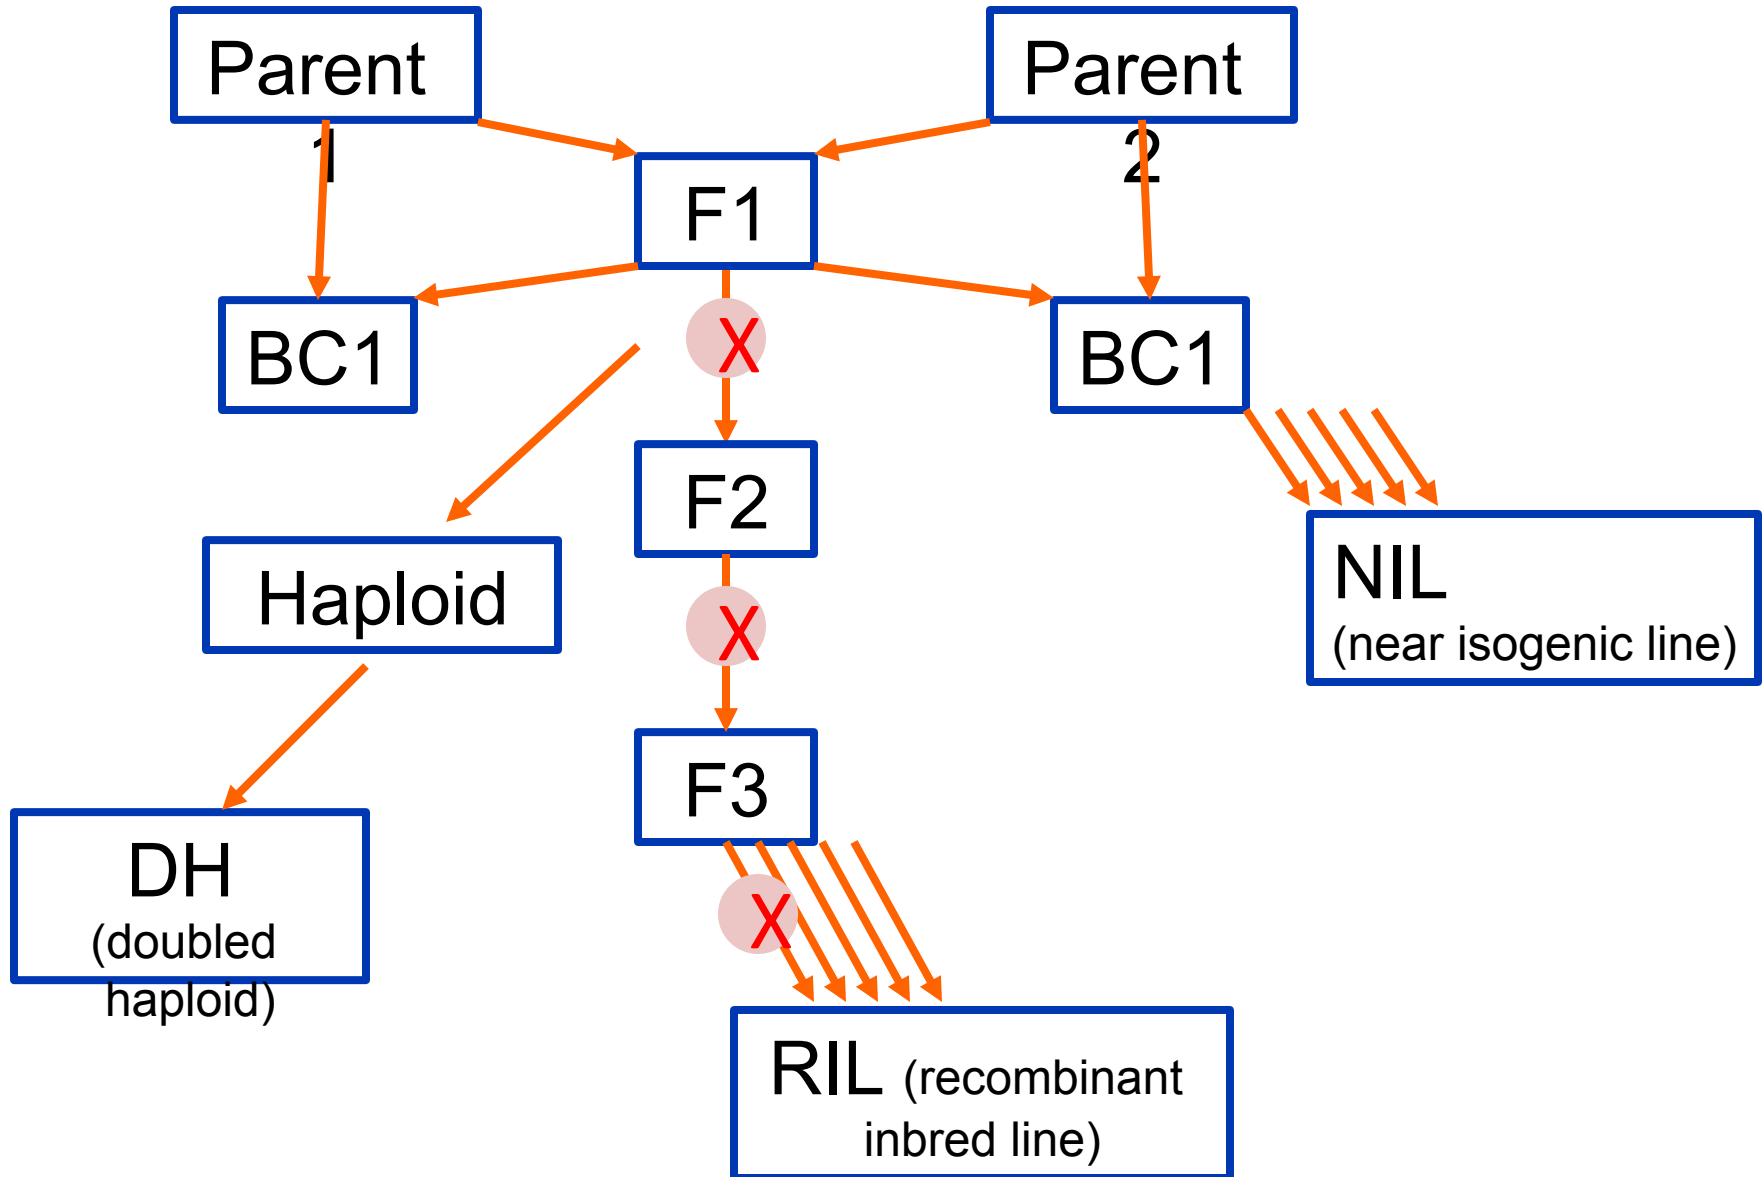 Parent
1
Parent
2
F1
BC1
X
BC1
F2
Haploid
X
NIL
(near isogenic line)
F3
DH
(doubled
haploid)
X
RIL (recombinant
inbred line)